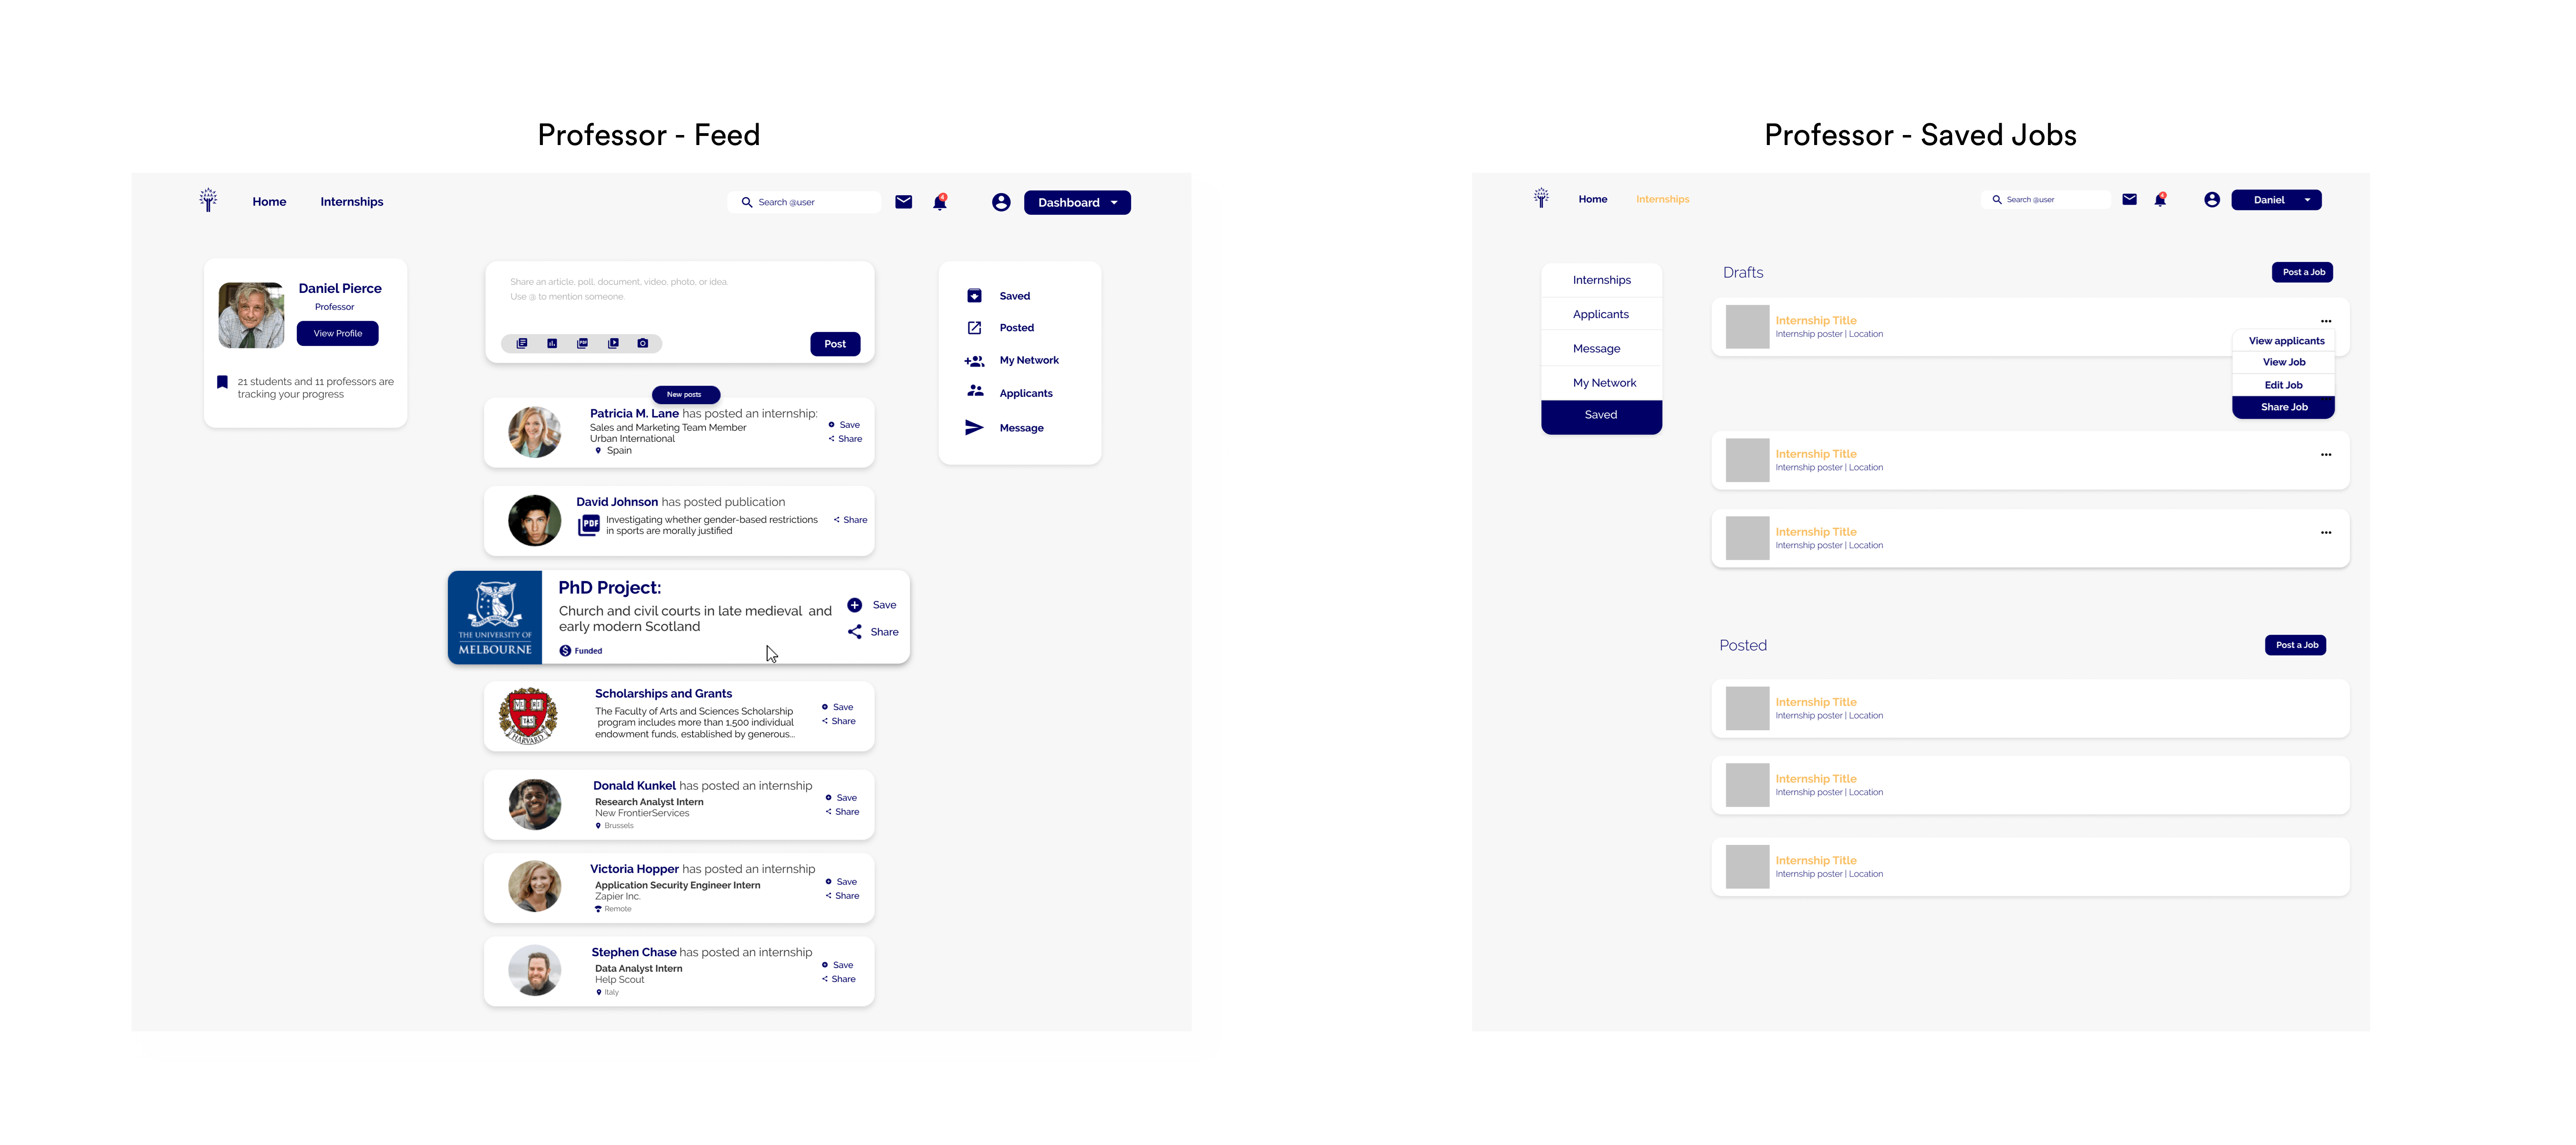 Professor - Feed
Home
Internships
Search @user
4
Dashboard
Daniel Pierce
Professor
View Profile
21 students and 11 professors are
tracking your progress
Share an article, poll, document, video, photo, or idea.
Use @ to mention someone.
PDF
Post
New posts
Patricia M. Lane has posted an internship:
Sales and Marketing Team Member
Urban International
Spain
Save
Share
David Johnson has posted publication
PDF
Investigating whether gender-based restrictions
in sports are morally justified
Share
THE UNIVERSITY OF
MELBOURNE
PhD Project:
Church and civil courts in late medieval and
early modern Scotland
Funded
Save
Share
HARVARD
Scholarships and Grants
The Faculty of Arts and Sciences Scholarship
program includes more than 1,500 individual
endowment funds, established by generous...
Save
Share
Donald Kunkel has posted an internship
Research Analyst Intern
New FrontierServices
Brussels
Save
Share
Victoria Hopper has posted an internship
Application Security Engineer Intern
Zapier Inc.
Remote
Save
Share
Stephen Chase has posted an internship
Data Analyst Intern
Help Scout
Italy
Save
Share
Saved
Posted
My Network
Applicants
Message
Professor - Saved Jobs
Home
Internships
Search @user
Daniel
Internships
Applicants
Message
My Network
Saved
Drafts
Post a Job
Internship Title
Internship poster | Location
View applicants
View Job
Edit Job
Share Job
Internship Title
Internship poster | Location
Internship Title
Internship poster | Location
Posted
Post a Job
Internship Title
Internship poster | Location
Internship Title
Internship poster | Location
Internship Title
Internship poster | Location